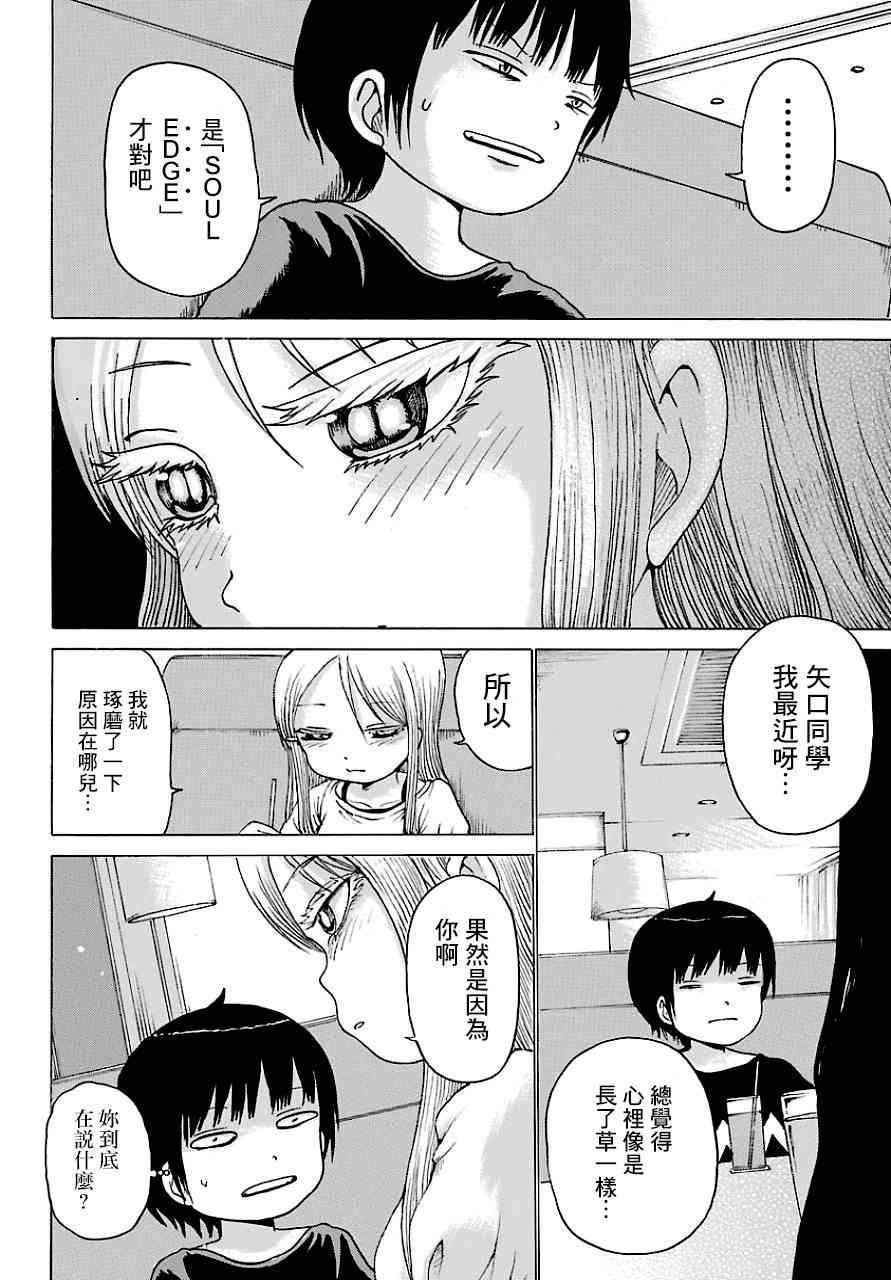 ………
是「SOUL
EDGE」
才對吧
矢口同學
我最近呀…
總覺得
心裡像是
長了草一樣…
所以
我就
琢磨了一下
原因在哪兒…
果然是因為
你啊
妳到底
在說什麼？